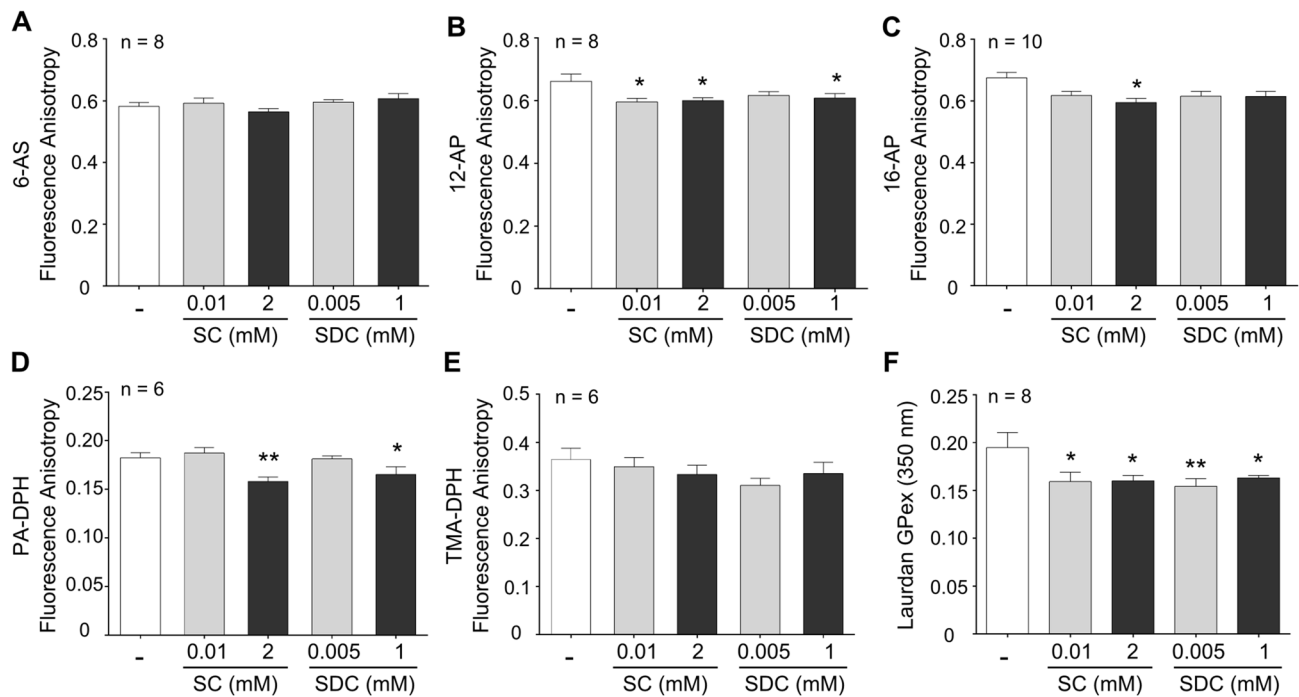 A
n = 8
6-AS
Fluorescence Anisotropy
0.8
0.6
0.4
0.2
0
-
0.01
2
0.005
1
SC (mM)
SDC (mM)
B
n = 8
12-AP
Fluorescence Anisotropy
0.8
0.6
0.4
0.2
0
*
*
*
-
0.01
2
0.005
1
SC (mM)
SDC (mM)
C
n = 10
16-AP
Fluorescence Anisotropy
0.8
0.6
0.4
0.2
0
*
-
0.01
2
0.005
1
SC (mM)
SDC (mM)
D
n = 6
PA-DPH
Fluorescence Anisotropy
0.25
0.20
0.15
0.10
0.05
0
**
*
-
0.01
2
0.005
1
SC (mM)
SDC (mM)
E
n = 6
TMA-DPH
Fluorescence Anisotropy
0.5
0.4
0.3
0.2
0.1
0
-
0.01
2
0.005
1
SC (mM)
SDC (mM)
F
n = 8
Laurdan GPex (350 nm)
0.25
0.20
0.15
0.10
0.05
0
*
*
**
*
-
0.01
2
0.005
1
SC (mM)
SDC (mM)